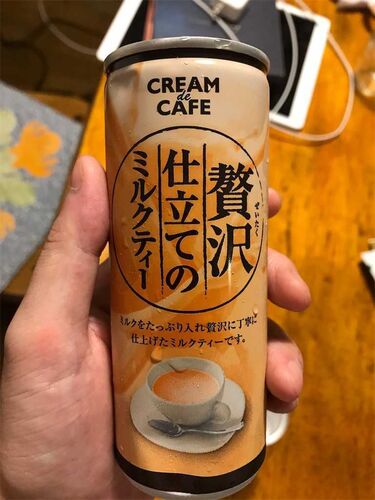 CREAM
de
CAFE
贅沢
ぜいたく
仕立ての
ミルクティー
ミルクをたっぷり入れ贅沢に丁寧に
仕上げたミルクティーです。